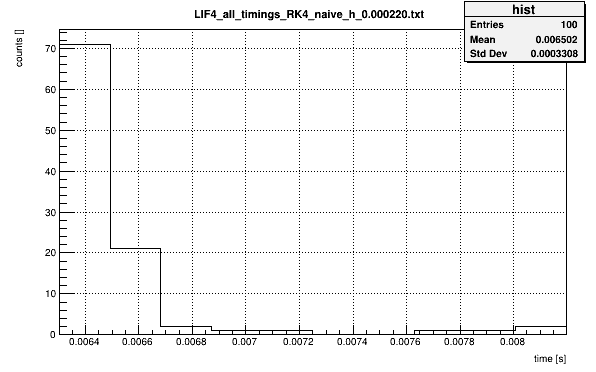 LIF4_all_timings_RK4_naive_h_0.000220.txt
hist
Entries 100
Mean 0.006502
Std Dev 0.0003308
counts []
70
60
50
40
30
20
10
0
0.0064 0.0066 0.0068 0.007 0.0072 0.0074 0.0076 0.0078 0.008
time [s]